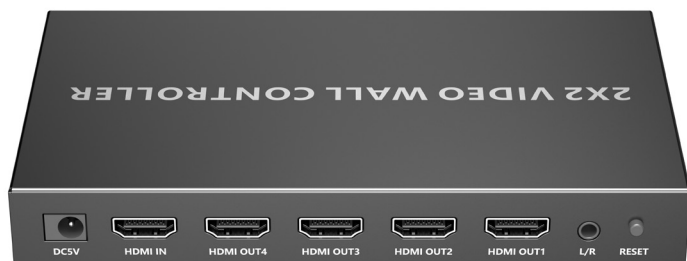 2X2 VIDEO WALL CONTROLLER
DC5V HDMI IN HDMI OUT4 HDMI OUT3 HDMI OUT2 HDMI OUT1 L/R RESET